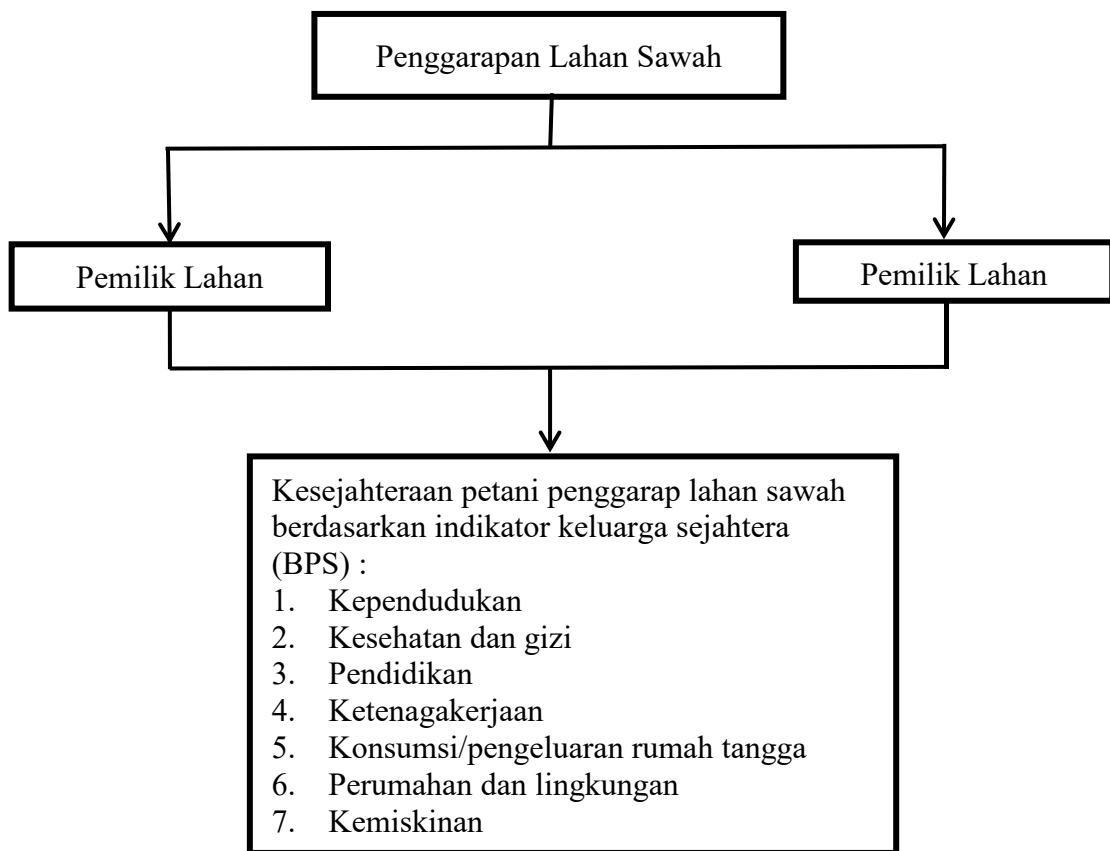 Penggarapan Lahan Sawah
Pemilik Lahan
Pemilik Lahan
Kesejahteraan petani penggarap lahan sawah
berdasarkan indikator keluarga sejahtera
(BPS) :
1. Kependudukan
2. Kesehatan dan gizi
3. Pendidikan
4. Ketenagakerjaan
5. Konsumsi/pengeluaran rumah tangga
6. Perumahan dan lingkungan
7. Kemiskinan